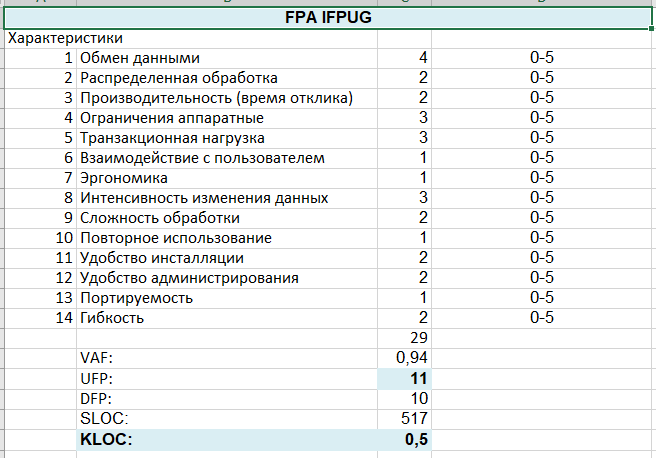 FPA IFPUG
Характеристики
1 Обмен данными 4 0-5
2 Распределенная обработка 2 0-5
3 Производительность (время отклика) 2 0-5
4 Ограничения аппаратные 3 0-5
5 Транзакционная нагрузка 3 0-5
6 Взаимодействие с пользователем 1 0-5
7 Эргономика 1 0-5
8 Интенсивность изменения данных 3 0-5
9 Сложность обработки 2 0-5
10 Повторное использование 1 0-5
11 Удобство инсталляции 2 0-5
12 Удобство администрирования 2 0-5
13 Портируемость 1 0-5
14 Гибкость 2 0-5
29
VAF: 0,94
UFP: 11
DFP: 10
SLOC: 517
KLOC: 0,5